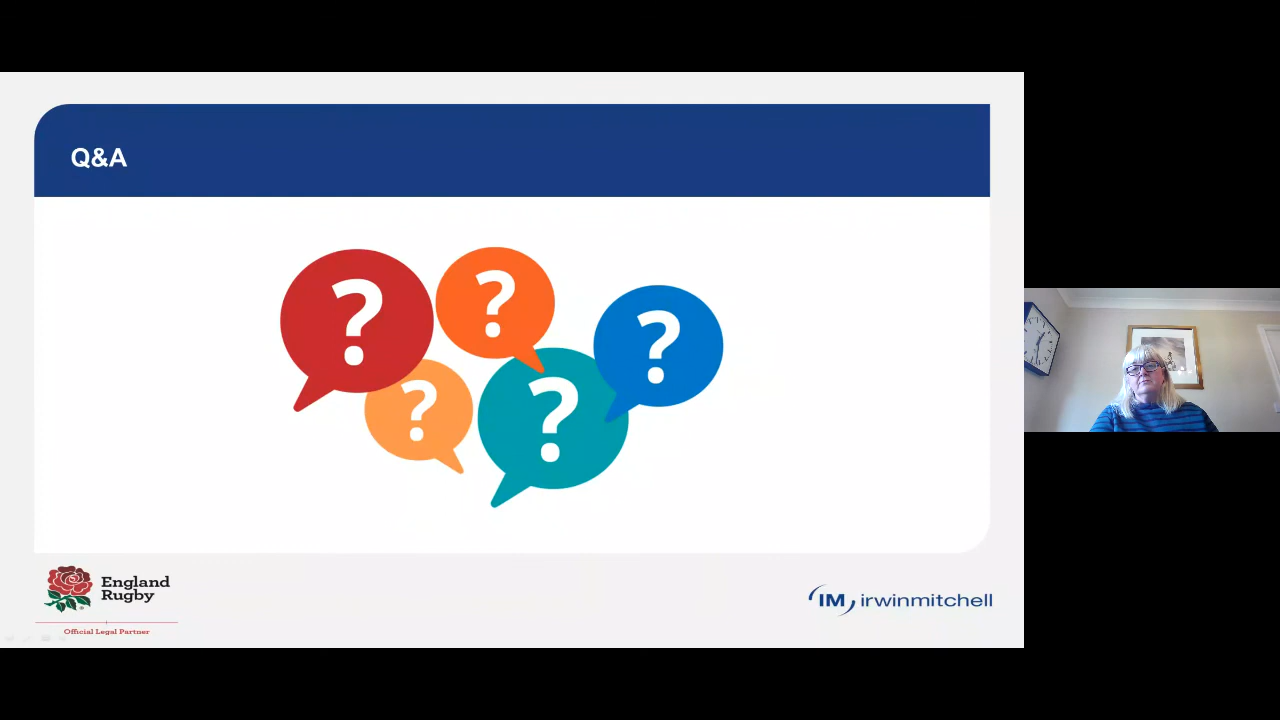 Q&A
?
?
?
?
?
England
Rugby
Official Legal Partner
IM irwinmitchell